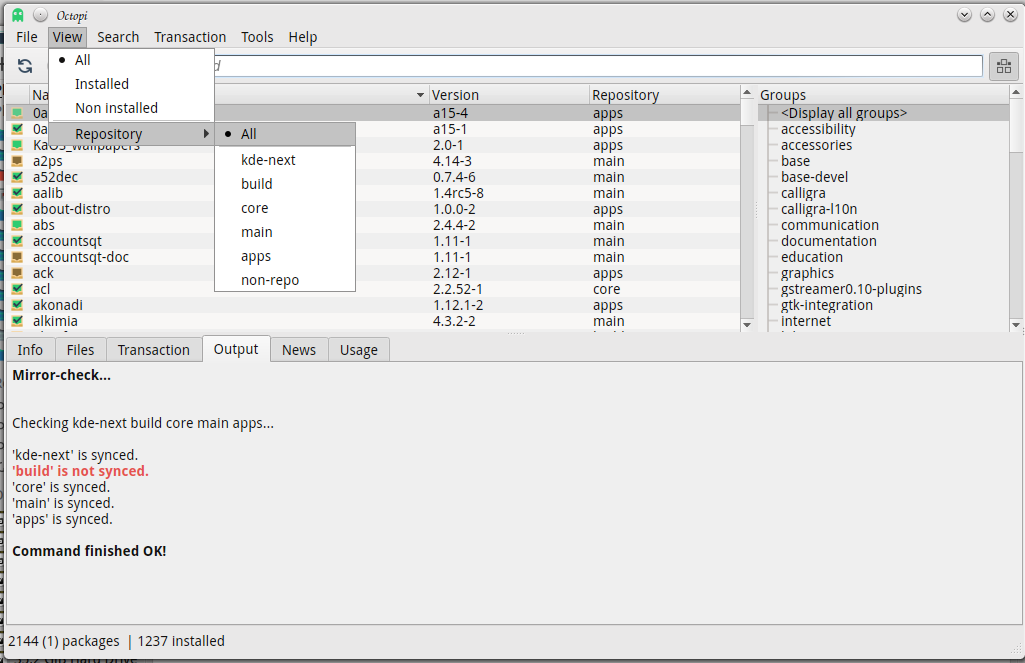 Octopi
File View Search Transaction Tools Help
All
Installed
Non installed
Repository
All
kde-next
build
core
main
apps
non-repo
Na Version Repository Groups
0a a15-4 apps <Display all groups>
0a a15-1 apps accessibility
KaOS_wallpapers 2.0-1 apps accessories
a2ps 4.14-3 main base
a52dec 0.7.4-6 main base-devel
aalib 1.4rc5-8 main calligra
about-distro 1.0.0-2 apps calligra-l10n
abs 2.4.4-2 main communication
accountsqt 1.11-1 main documentation
accountsqt-doc 1.11-1 main education
ack 2.12-1 apps graphics
acl 2.2.52-1 core gstreamer0.10-plugins
akonadi 1.12.1-2 apps gtk-integration
alkimia 4.3.2-2 main internet
Info Files Transaction Output News Usage
Mirror-check...
Checking kde-next build core main apps...
'kde-next' is synced.
'build' is not synced.
'core' is synced.
'main' is synced.
'apps' is synced.
Command finished OK!
2144 (1) packages | 1237 installed